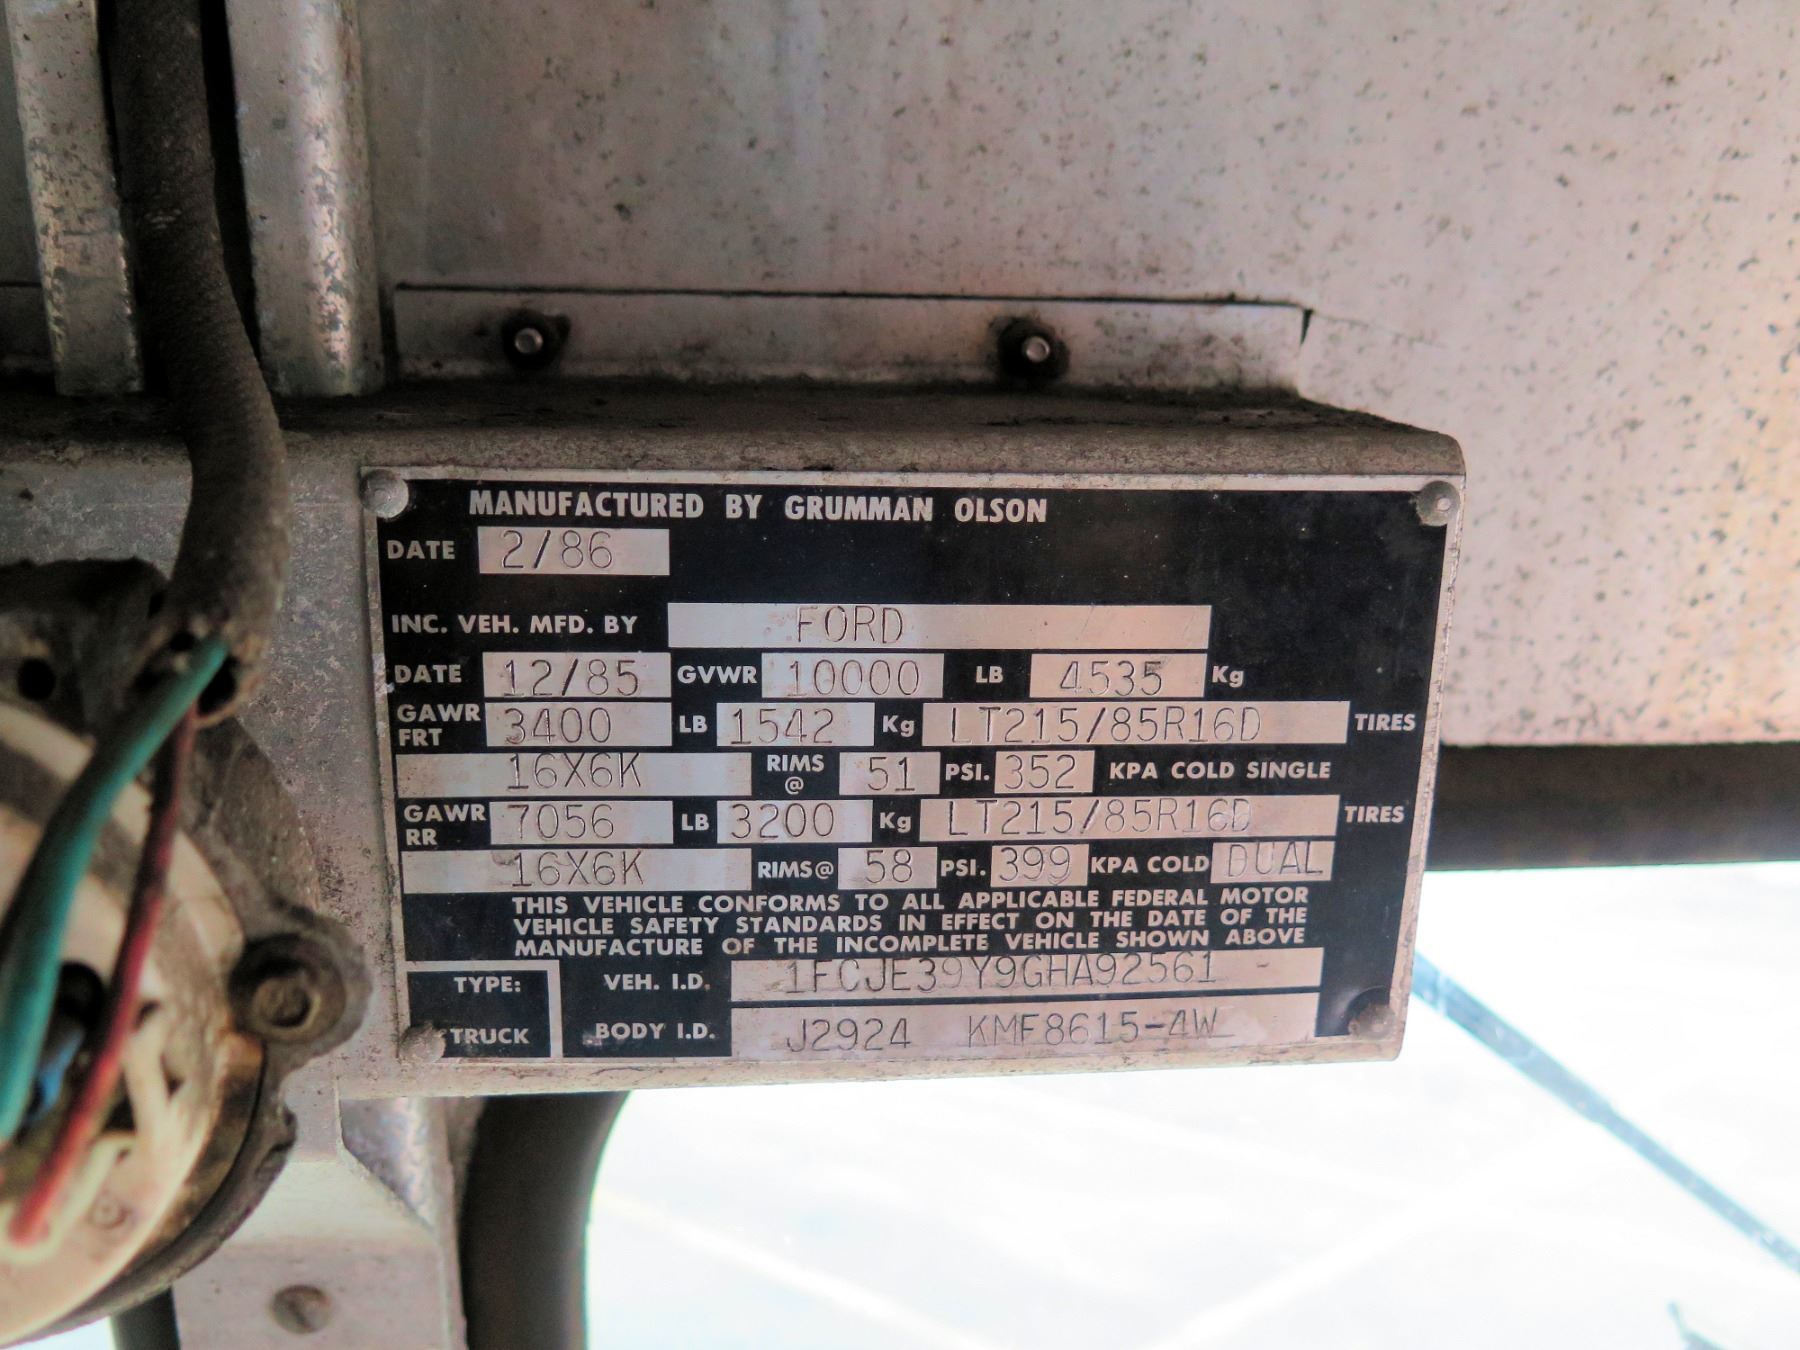 MANUFACTURED BY GRUMMAN OLSON
DATE 2/86
INC. VEH. MFD. BY FORD
DATE 12/85 GVWR 10000 LB 4535 Kg
GAWR FRT 3400 LB 1542 Kg LT215/85R16D TIRES
16X6K RIMS @ 51 PSI. 352 KPA COLD SINGLE
GAWR RR 7056 LB 3200 Kg LT215/85R16D TIRES
16X6K RIMS@ 58 PSI. 399 KPA COLD DUAL
THIS VEHICLE CONFORMS TO ALL APPLICABLE FEDERAL MOTOR
VEHICLE SAFETY STANDARDS IN EFFECT ON THE DATE OF THE
MANUFACTURE OF THE INCOMPLETE VEHICLE SHOWN ABOVE
TYPE: VEH. I.D. 1FCJE39Y9GHA92561 -
TRUCK BODY I.D. J2924 KMF8615-4W